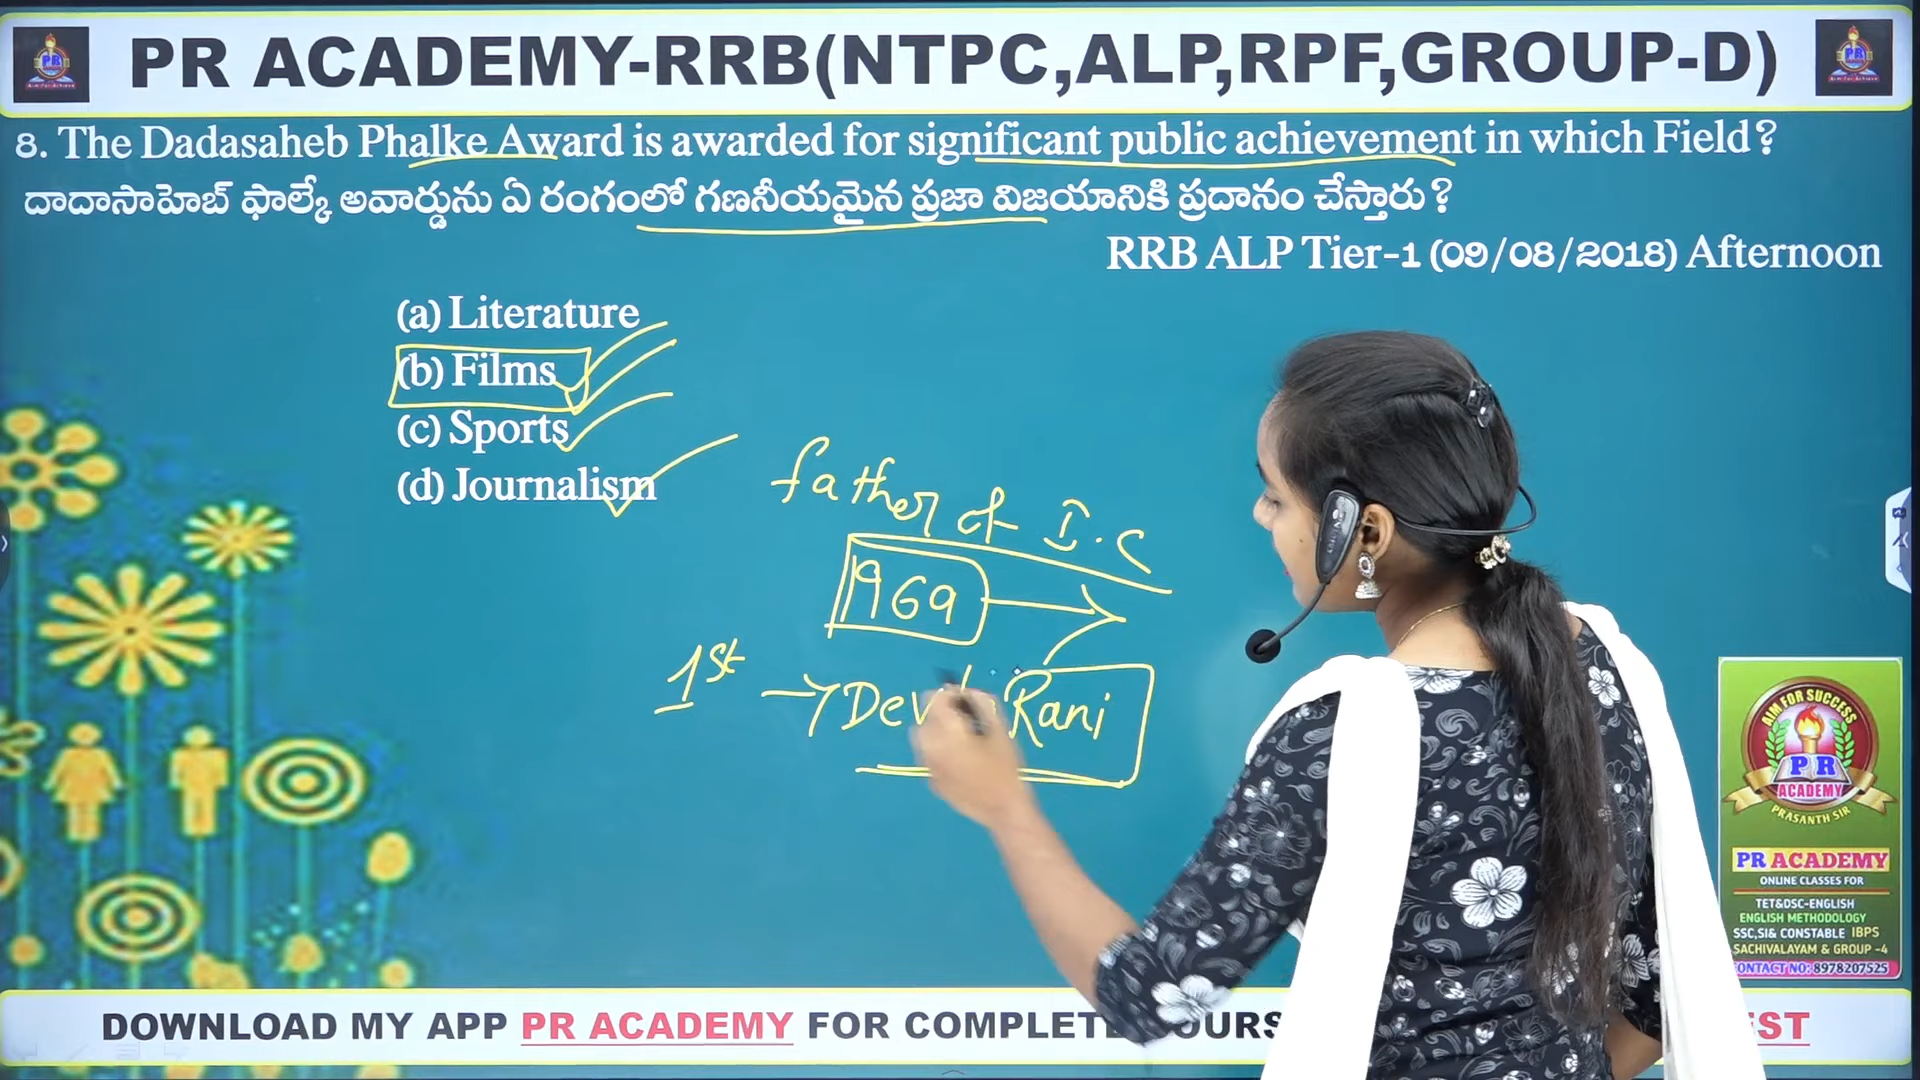 PR ACADEMY-RRB(NTPC,ALP,RPF,GROUP-D)
8. The Dadasaheb Phalke Award is awarded for significant public achievement in which Field?
దాదాసాహెబ్ ఫాల్కే అవార్డును ఏ రంగంలో గణనీయమైన ప్రజా విజయానికి ప్రదానం చేస్తారు?
RRB ALP Tier-1 (09/08/2018) Afternoon
(a) Literature
(b) Films
(c) Sports
(d) Journalism
father of I.C
1969
1st → Rani
AIM FOR SUCCESS
PR
ACADEMY
PRASANTH SIR
PR ACADEMY
ONLINE CLASSES FOR
TET&DSC-ENGLISH
ENGLISH METHODOLOGY
SSC,SI& CONSTABLE IBPS
SACHIVALAYAM & GROUP -4
CONTACT NO: 8978207525
DOWNLOAD MY APP PR ACADEMY FOR COMPLETE